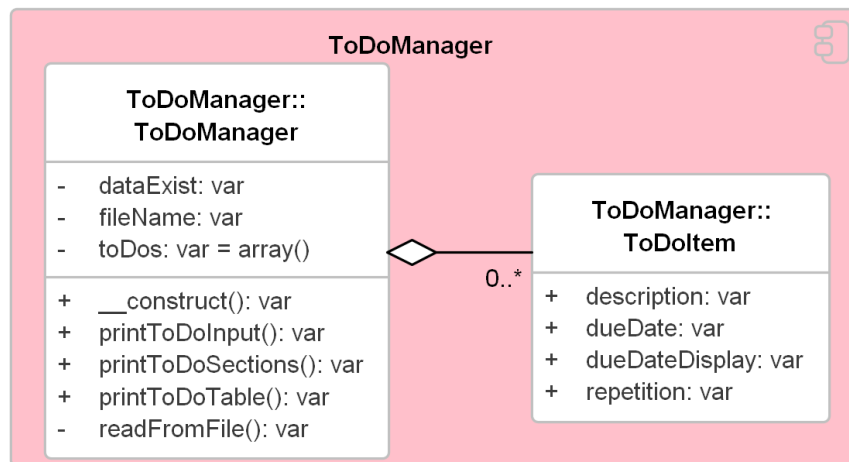 ToDoManager
ToDoManager::
ToDoManager
- dataExist: var
- fileName: var
- toDos: var = array()
+ __construct(): var
+ printToDoInput(): var
+ printToDoSections(): var
+ printToDoTable(): var
- readFromFile(): var
0..*
ToDoManager::
ToDoItem
+ description: var
+ dueDate: var
+ dueDateDisplay: var
+ repetition: var